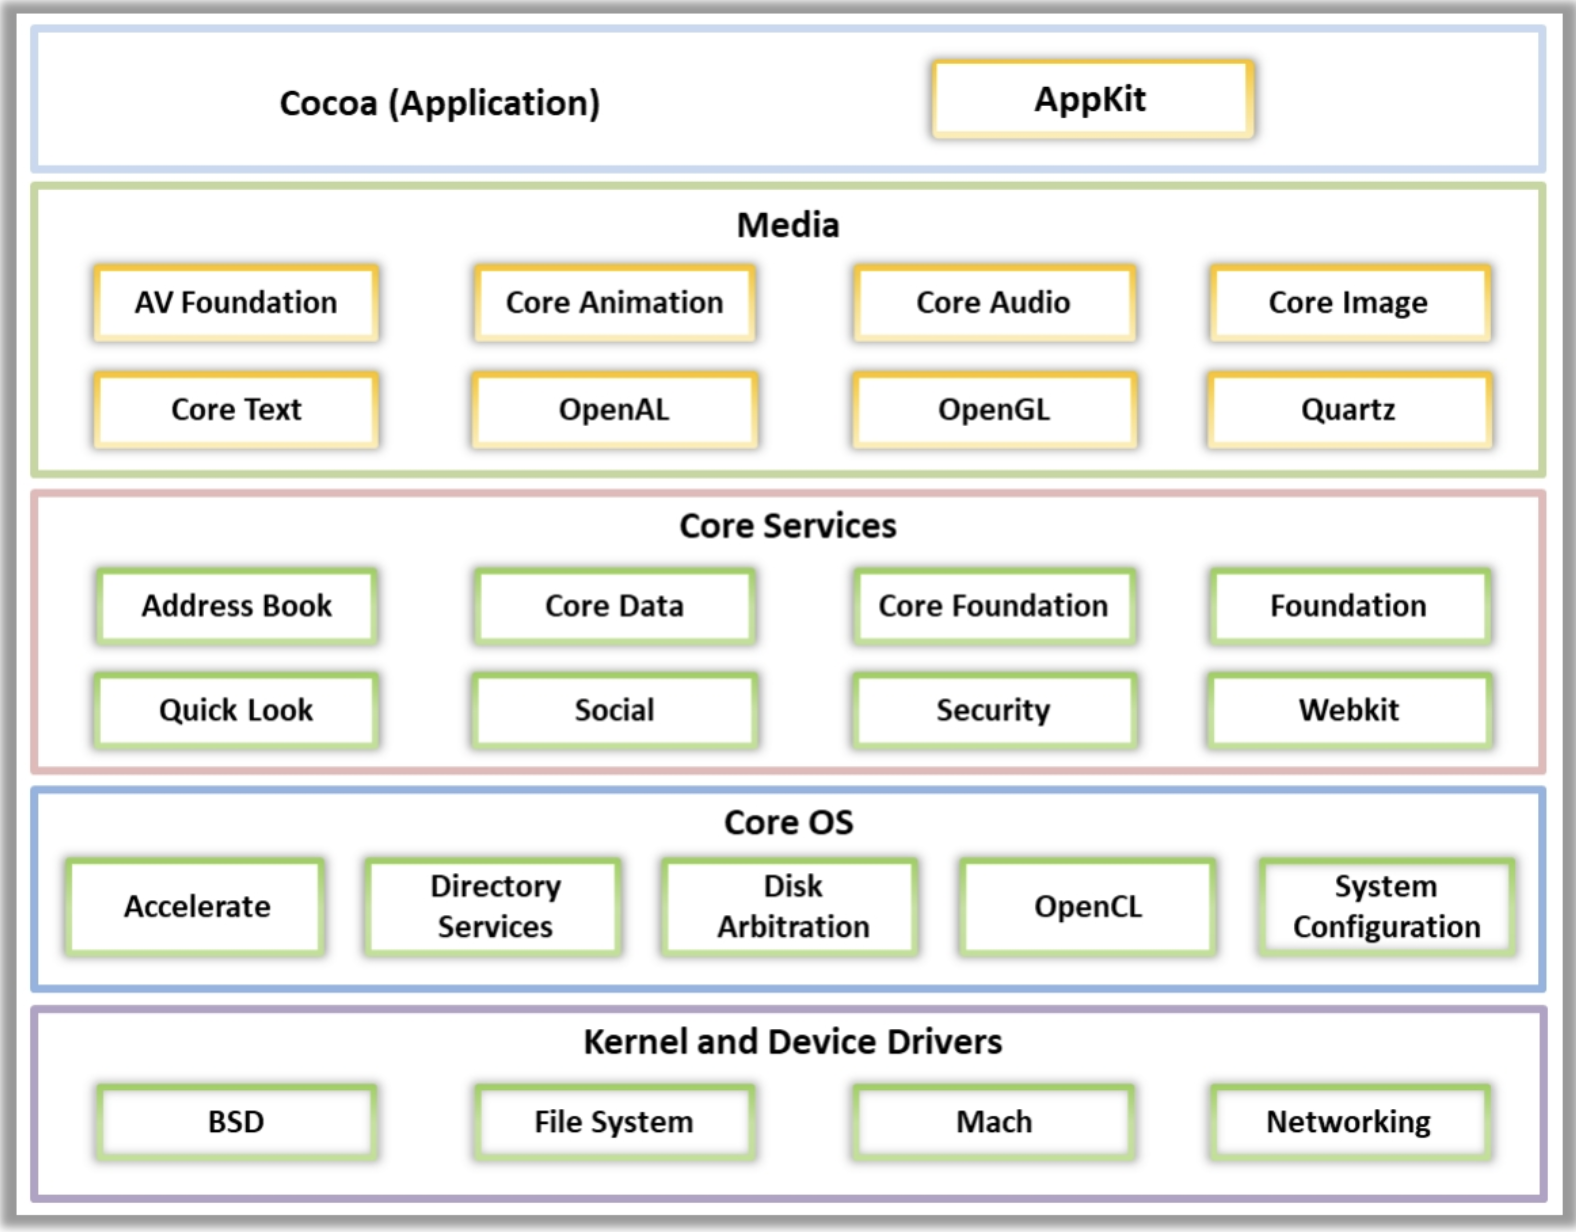 Cocoa (Application)
AppKit
Media
AV Foundation
Core Animation
Core Audio
Core Image
Core Text
OpenAL
OpenGL
Quartz
Core Services
Address Book
Core Data
Core Foundation
Foundation
Quick Look
Social
Security
Webkit
Core OS
Accelerate
Directory
Services
Disk
Arbitration
OpenCL
System
Configuration
Kernel and Device Drivers
BSD
File System
Mach
Networking